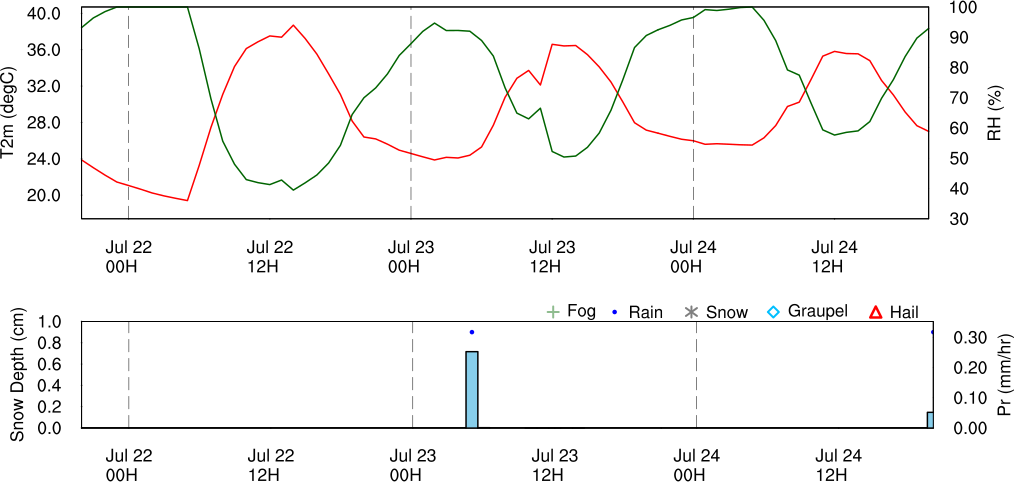 T2m (degC)
40.0
36.0
32.0
28.0
24.0
20.0
100
90
80
70
60
50
40
30
RH (%)
Jul 22 Jul 22 Jul 23 Jul 23 Jul 24 Jul 24
00H 12H 00H 12H 00H 12H
Fog Rain Snow Graupel Hail
Snow Depth (cm)
1.0
0.8
0.6
0.4
0.2
0.0
0.30
0.20
0.10
0.00
Pr (mm/hr)
Jul 22 Jul 22 Jul 23 Jul 23 Jul 24 Jul 24
00H 12H 00H 12H 00H 12H